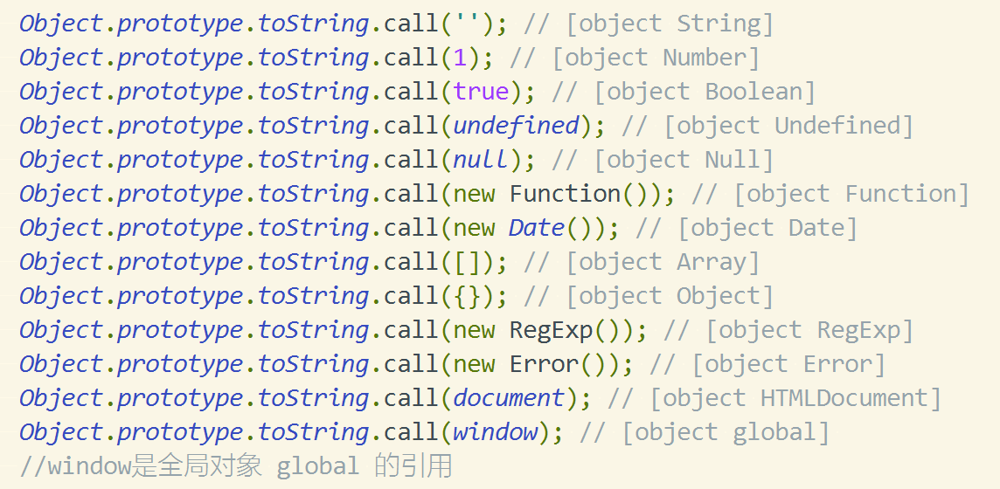 Object.prototype.toString.call(''); // [object String]
Object.prototype.toString.call(1); // [object Number]
Object.prototype.toString.call(true); // [object Boolean]
Object.prototype.toString.call(undefined); // [object Undefined]
Object.prototype.toString.call(null); // [object Null]
Object.prototype.toString.call(new Function()); // [object Function]
Object.prototype.toString.call(new Date()); // [object Date]
Object.prototype.toString.call([]); // [object Array]
Object.prototype.toString.call({}); // [object Object]
Object.prototype.toString.call(new RegExp()); // [object RegExp]
Object.prototype.toString.call(new Error()); // [object Error]
Object.prototype.toString.call(document); // [object HTMLDocument]
Object.prototype.toString.call(window); // [object global]
//window是全局对象 global 的引用